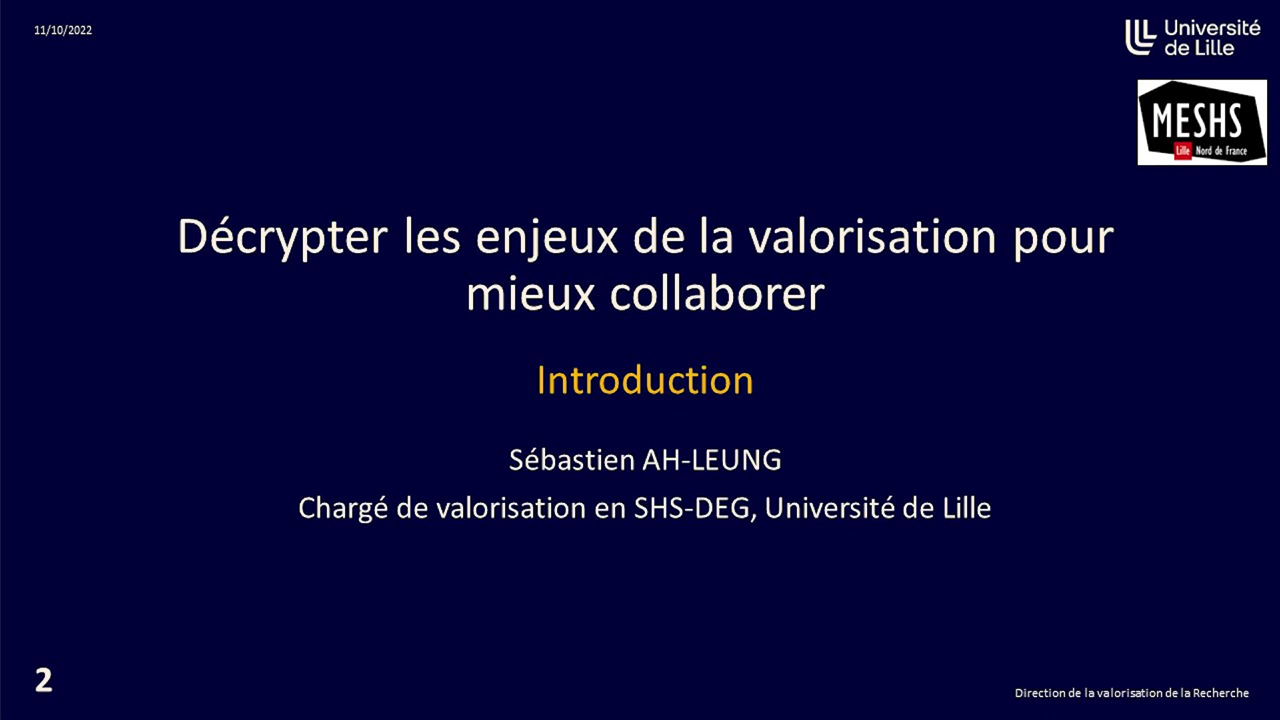 11/10/2022
Université
de Lille
MESHS
Lille Nord de France
Décrypter les enjeux de la valorisation pour
mieux collaborer
Introduction
Sébastien AH-LEUNG
Chargé de valorisation en SHS-DEG, Université de Lille
2
Direction de la valorisation de la Recherche